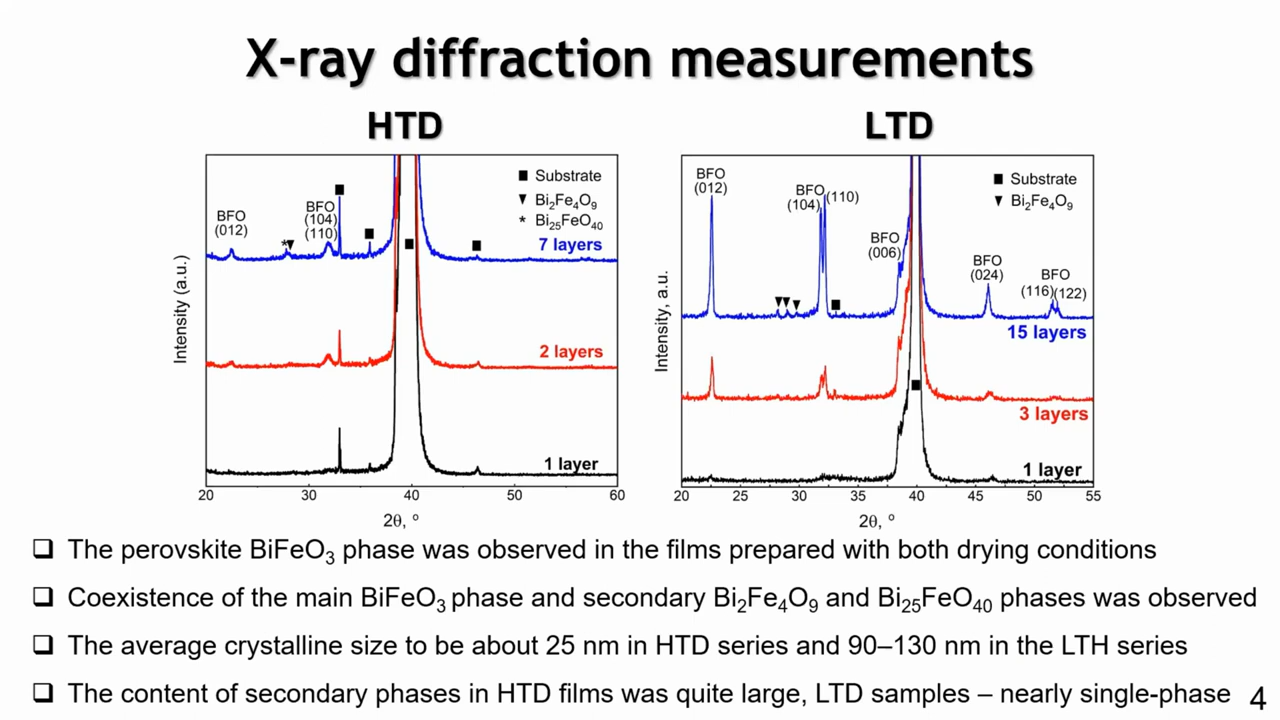 X-ray diffraction measurements
HTD
LTD
Intensity (a.u.)
■ Substrate
▼ Bi₂Fe₄O₉
* Bi₂₅FeO₄₀
BFO
(012)
*▼
BFO
(104)
(110)
7 layers
2 layers
1 layer
20 30 40 50 60
2θ, º
Intensity, a.u.
■ Substrate
▼ Bi₂Fe₄O₉
BFO
(012)
BFO
(104)
(110)
BFO
(006)
BFO
(024)
BFO
(116)
(122)
15 layers
3 layers
1 layer
20 25 30 35 40 45 50 55
2θ, º
❑ The perovskite BiFeO₃ phase was observed in the films prepared with both drying conditions
❑ Coexistence of the main BiFeO₃ phase and secondary Bi₂Fe₄O₉ and Bi₂₅FeO₄₀ phases was observed
❑ The average crystalline size to be about 25 nm in HTD series and 90–130 nm in the LTH series
❑ The content of secondary phases in HTD films was quite large, LTD samples – nearly single-phase
4